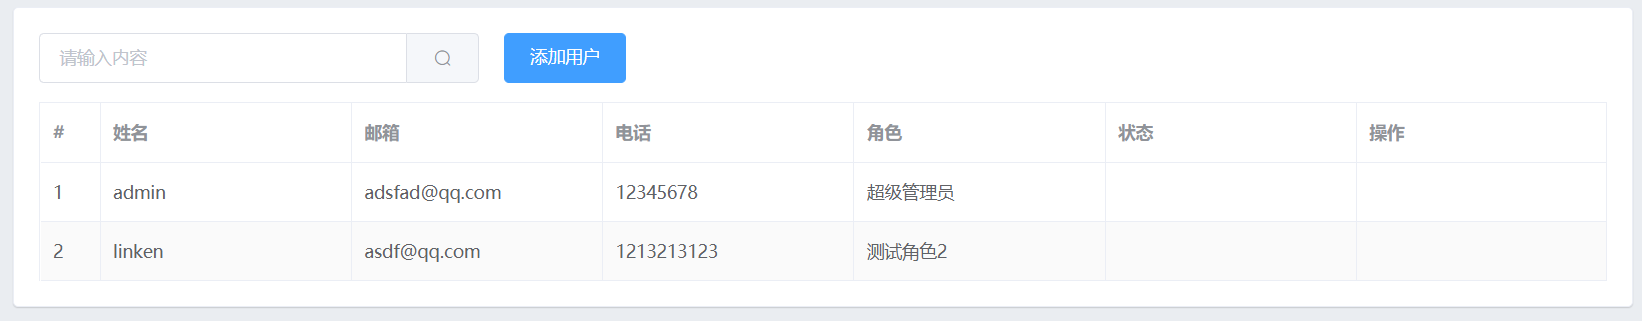 请输入内容 添加用户
# 姓名 邮箱 电话 角色 状态 操作
1 admin adsfad@qq.com 12345678 超级管理员
2 linken asdf@qq.com 1213213123 测试角色2